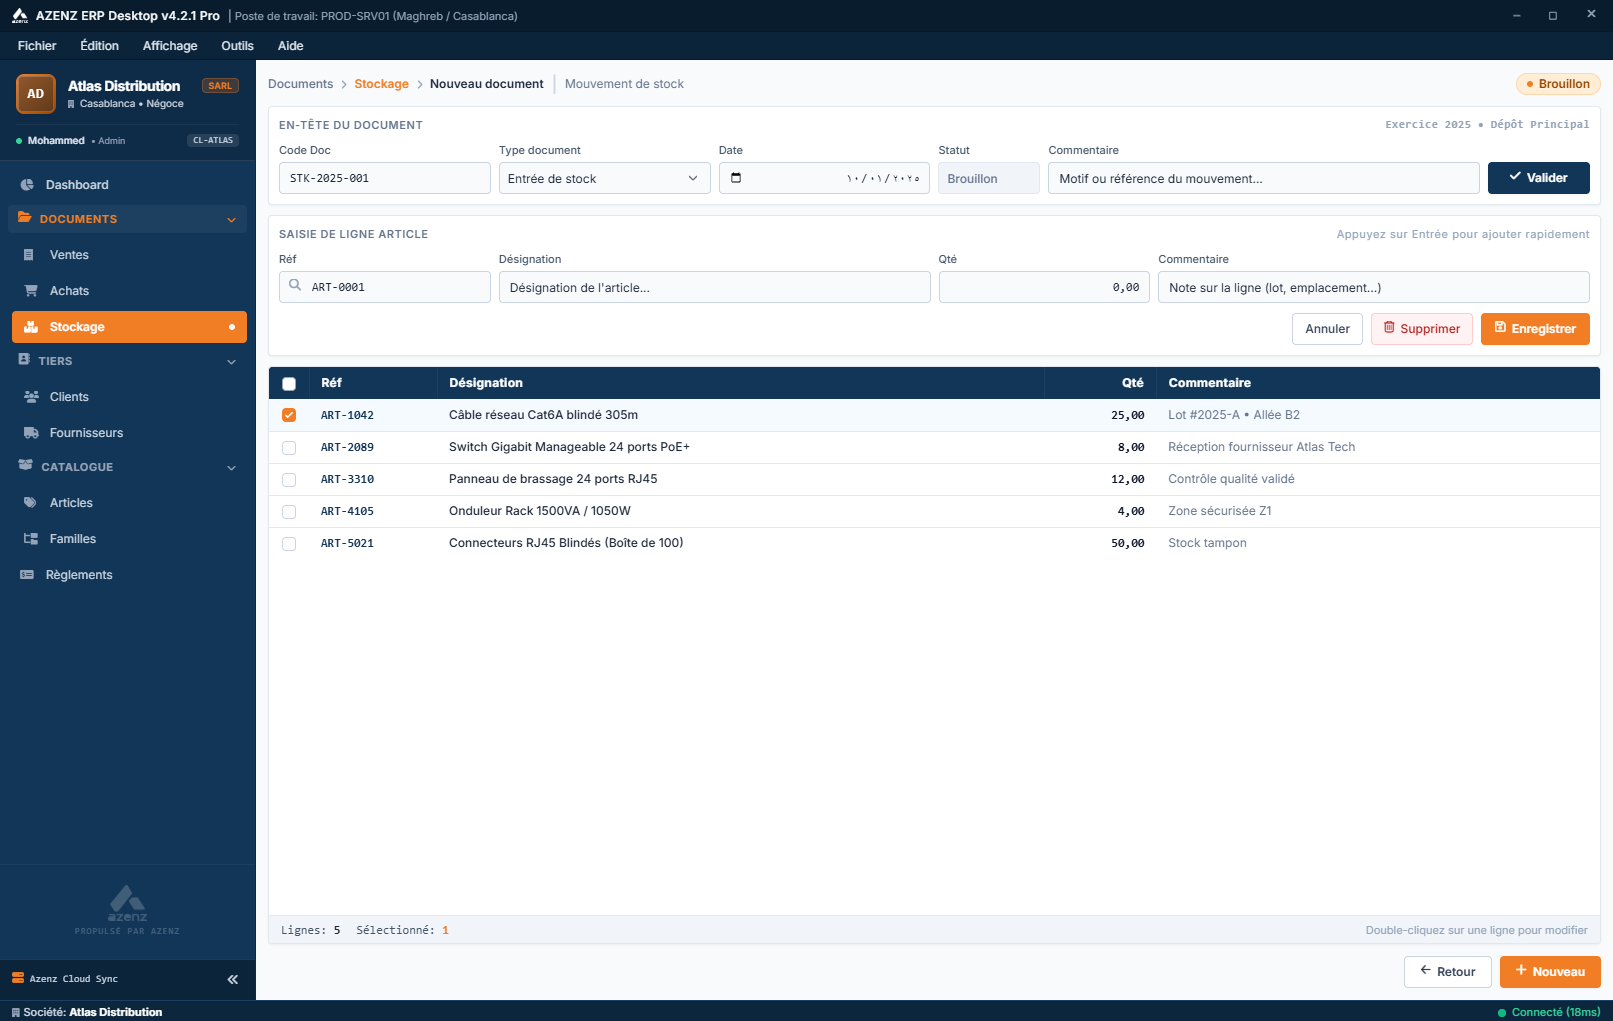 AZENZ ERP Desktop v4.2.1 Pro | Poste de travail: PROD-SRV01 (Maghreb / Casablanca)
Fichier Édition Affichage Outils Aide
AD
Atlas Distribution SARL
Casablanca • Négoce
Mohammed • Admin CL-ATLAS
Dashboard
DOCUMENTS
Ventes
Achats
Stockage
TIERS
Clients
Fournisseurs
CATALOGUE
Articles
Familles
Règlements
azenz
PROPULSÉ PAR AZENZ
Azenz Cloud Sync
Documents > Stockage > Nouveau document | Mouvement de stock
Brouillon
EN-TÊTE DU DOCUMENT
Exercice 2025 • Dépôt Principal
Code Doc Type document Date Statut Commentaire
STK-2025-001 Entrée de stock ١٠/٠١/٢٠٢٥ Brouillon Motif ou référence du mouvement... Valider
SAISIE DE LIGNE ARTICLE
Appuyez sur Entrée pour ajouter rapidement
Réf Désignation Qté Commentaire
ART-0001 Désignation de l'article... 0,00 Note sur la ligne (lot, emplacement...)
Annuler Supprimer Enregistrer
Réf Désignation Qté Commentaire
ART-1042 Câble réseau Cat6A blindé 305m 25,00 Lot #2025-A • Allée B2
ART-2089 Switch Gigabit Manageable 24 ports PoE+ 8,00 Réception fournisseur Atlas Tech
ART-3310 Panneau de brassage 24 ports RJ45 12,00 Contrôle qualité validé
ART-4105 Onduleur Rack 1500VA / 1050W 4,00 Zone sécurisée Z1
ART-5021 Connecteurs RJ45 Blindés (Boîte de 100) 50,00 Stock tampon
Lignes: 5 Sélectionné: 1
Double-cliquez sur une ligne pour modifier
Retour Nouveau
Société: Atlas Distribution
Connecté (18ms)